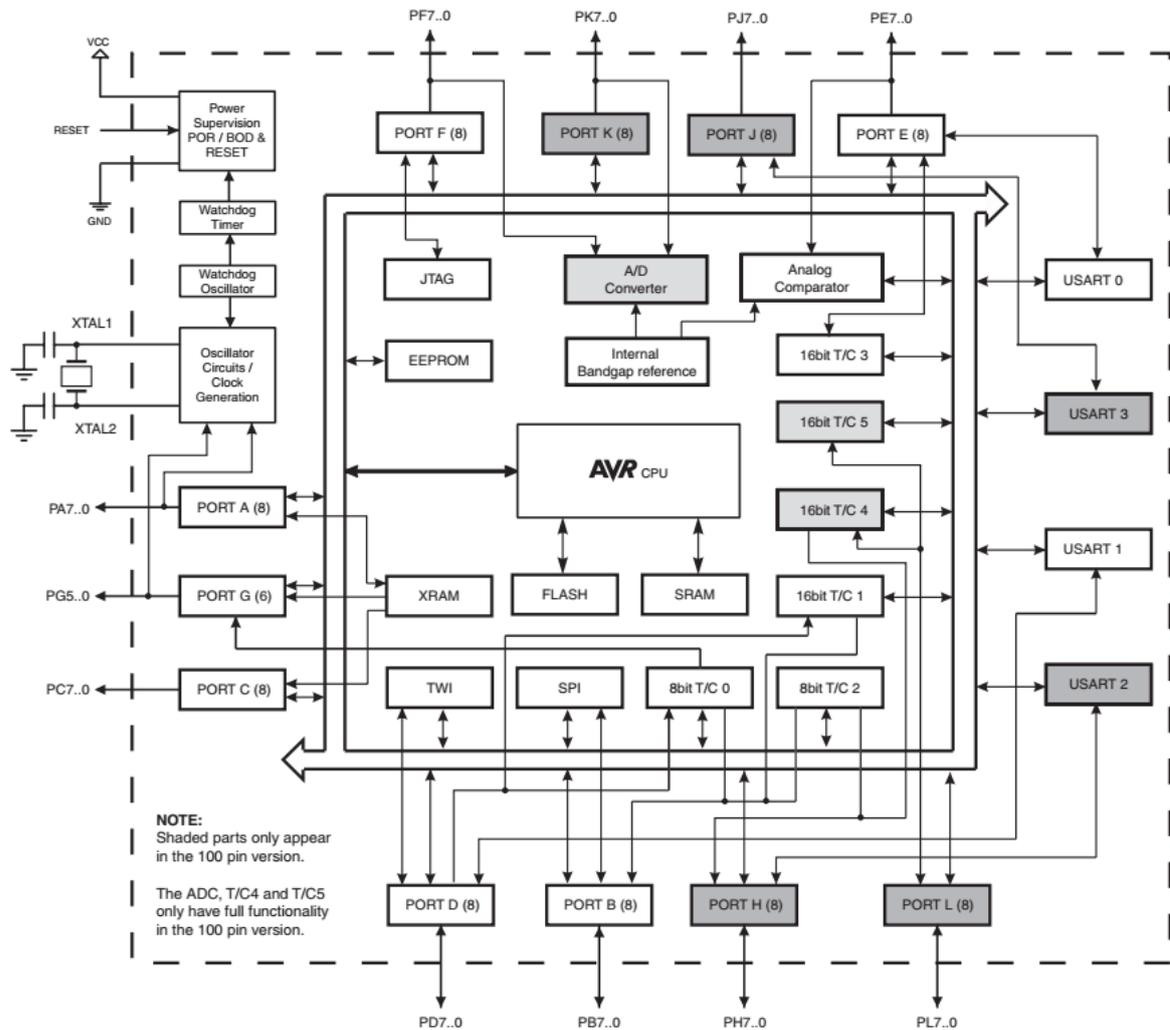 PF7..0
PK7..0
PJ7..0
PE7..0
VCC
RESET
GND
Power
Supervision
POR / BOD &
RESET
PORT F (8)
PORT K (8)
PORT J (8)
PORT E (8)
Watchdog
Timer
Watchdog
Oscillator
JTAG
A/D
Converter
Analog
Comparator
USART 0
XTAL1
XTAL2
Oscillator
Circuits /
Clock
Generation
EEPROM
Internal
Bandgap reference
16bit T/C 3
USART 3
16bit T/C 5
AVR CPU
PA7..0
PORT A (8)
16bit T/C 4
USART 1
PG5..0
PORT G (6)
XRAM
FLASH
SRAM
16bit T/C 1
PC7..0
PORT C (8)
TWI
SPI
8bit T/C 0
8bit T/C 2
USART 2
NOTE:
Shaded parts only appear
in the 100 pin version.
The ADC, T/C4 and T/C5
only have full functionality
in the 100 pin version.
PORT D (8)
PORT B (8)
PORT H (8)
PORT L (8)
PD7..0
PB7..0
PH7..0
PL7..0